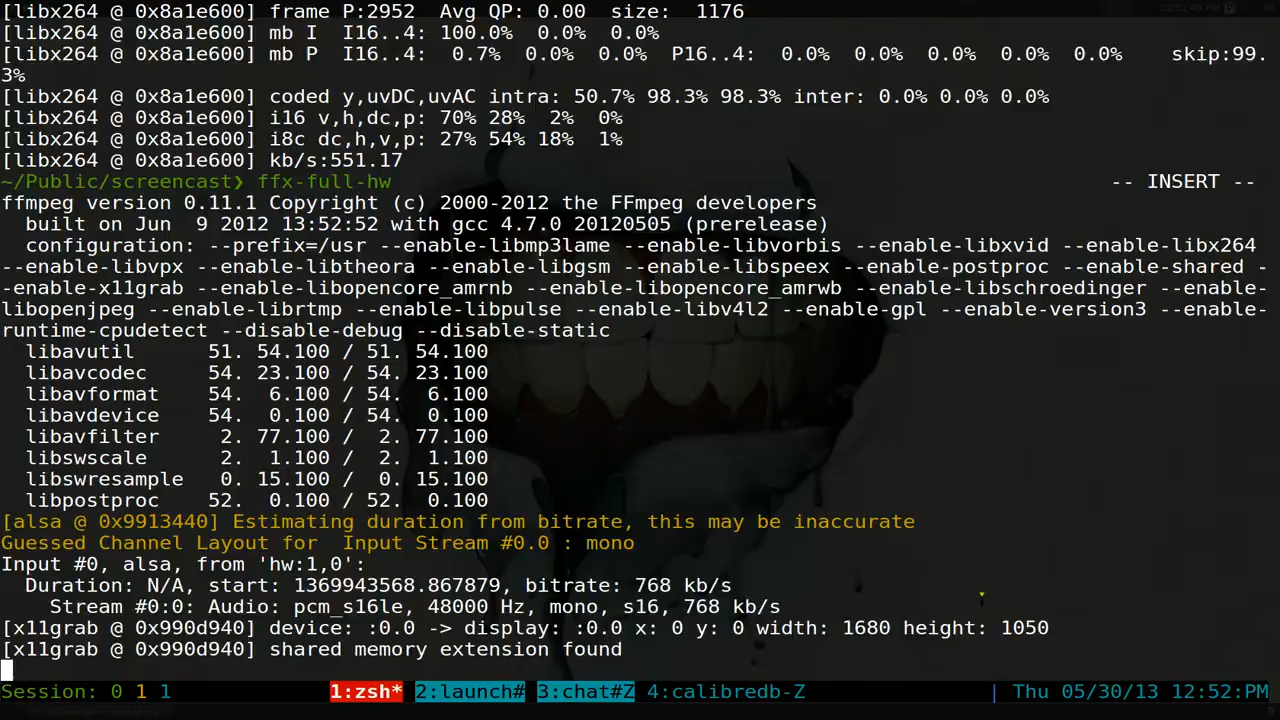 [libx264 @ 0x8a1e600] frame P:2952  Avg QP: 0.00  size:  1176
[libx264 @ 0x8a1e600] mb I  I16..4: 100.0%  0.0%  0.0%
[libx264 @ 0x8a1e600] mb P  I16..4:  0.7%  0.0%  0.0%  P16..4:  0.0%  0.0%  0.0%  0.0%  0.0%    skip:99.
3%
[libx264 @ 0x8a1e600] coded y,uvDC,uvAC intra: 50.7% 98.3% 98.3% inter: 0.0% 0.0% 0.0%
[libx264 @ 0x8a1e600] i16 v,h,dc,p: 70% 28%  2%  0%
[libx264 @ 0x8a1e600] i8c dc,h,v,p: 27% 54% 18%  1%
[libx264 @ 0x8a1e600] kb/s:551.17
~/Public/screencast❯ ffx-full-hw -- INSERT --
ffmpeg version 0.11.1 Copyright (c) 2000-2012 the FFmpeg developers
  built on Jun  9 2012 13:52:52 with gcc 4.7.0 20120505 (prerelease)
  configuration: --prefix=/usr --enable-libmp3lame --enable-libvorbis --enable-libxvid --enable-libx264
--enable-libvpx --enable-libtheora --enable-libgsm --enable-libspeex --enable-postproc --enable-shared -
-enable-x11grab --enable-libopencore_amrnb --enable-libopencore_amrwb --enable-libschroedinger --enable-
libopenjpeg --enable-librtmp --enable-libpulse --enable-libv4l2 --enable-gpl --enable-version3 --enable-
runtime-cpudetect --disable-debug --disable-static
  libavutil      51. 54.100 / 51. 54.100
  libavcodec     54. 23.100 / 54. 23.100
  libavformat    54.  6.100 / 54.  6.100
  libavdevice    54.  0.100 / 54.  0.100
  libavfilter     2. 77.100 /  2. 77.100
  libswscale      2.  1.100 /  2.  1.100
  libswresample   0. 15.100 /  0. 15.100
  libpostproc    52.  0.100 / 52.  0.100
[alsa @ 0x9913440] Estimating duration from bitrate, this may be inaccurate
Guessed Channel Layout for  Input Stream #0.0 : mono
Input #0, alsa, from 'hw:1,0':
  Duration: N/A, start: 1369943568.867879, bitrate: 768 kb/s
    Stream #0:0: Audio: pcm_s16le, 48000 Hz, mono, s16, 768 kb/s
[x11grab @ 0x990d940] device: :0.0 -> display: :0.0 x: 0 y: 0 width: 1680 height: 1050
[x11grab @ 0x990d940] shared memory extension found
Session: 0 1 1 1:zsh* 2:launch# 3:chat#Z 4:calibredb-Z | Thu 05/30/13 12:52:PM